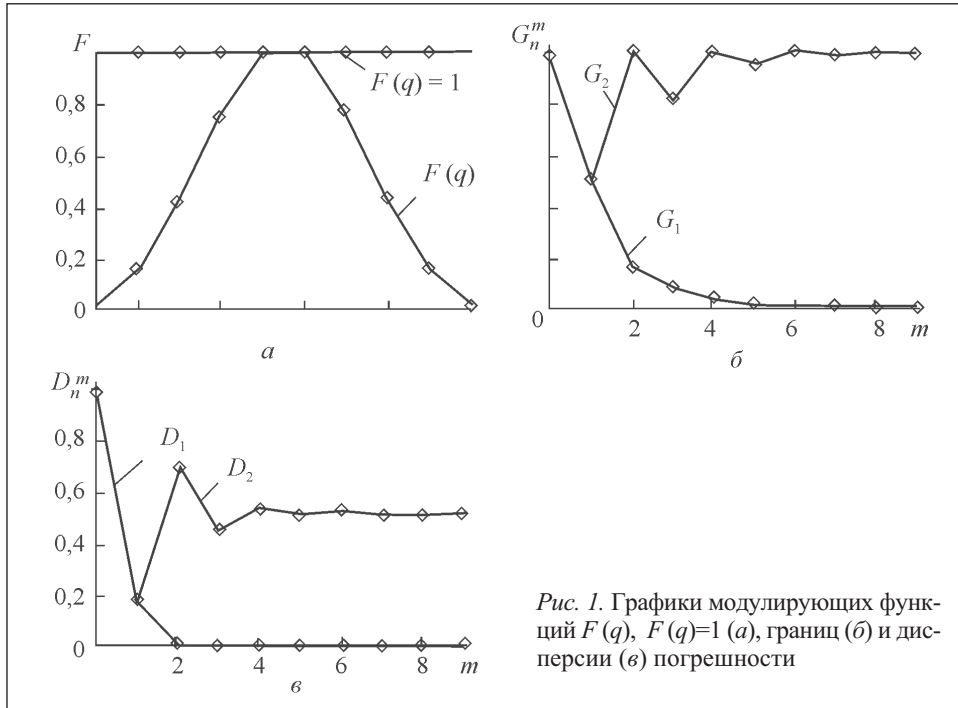 F
0,8
0,6
0,4
0,2
0
F (q) = 1
F (q)
а
G_n^m
G_2
G_1
0
2
4
6
8
m
б
D_n^m
0,8
0,6
0,4
0,2
0
D_1
D_2
2
4
6
8
m
в
Рис. 1. Графики модулирующих функ-
ций F (q), F (q)=1 (а), границ (б) и дис-
персии (в) погрешности